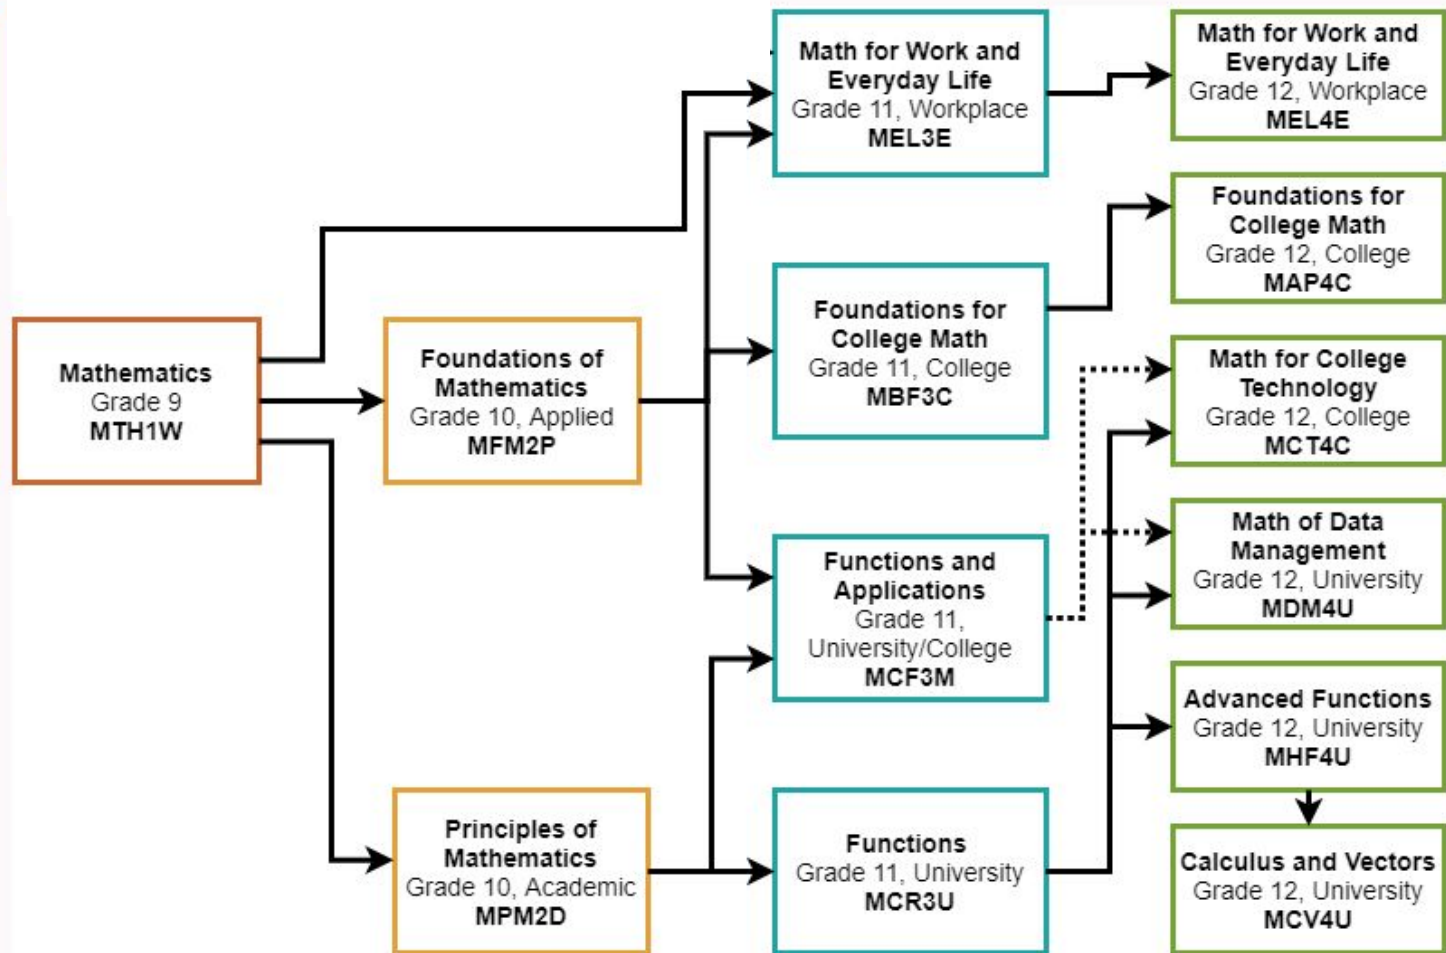 Mathematics
Grade 9
MTH1W
Foundations of
Mathematics
Grade 10, Applied
MFM2P
Principles of
Mathematics
Grade 10, Academic
MPM2D
Math for Work and
Everyday Life
Grade 11, Workplace
MEL3E
Foundations for
College Math
Grade 11, College
MBF3C
Functions and
Applications
Grade 11,
University/College
MCF3M
Functions
Grade 11, University
MCR3U
Math for Work and
Everyday Life
Grade 12, Workplace
MEL4E
Foundations for
College Math
Grade 12, College
MAP4C
Math for College
Technology
Grade 12, College
MCT4C
Math of Data
Management
Grade 12, University
MDM4U
Advanced Functions
Grade 12, University
MHF4U
Calculus and Vectors
Grade 12, University
MCV4U